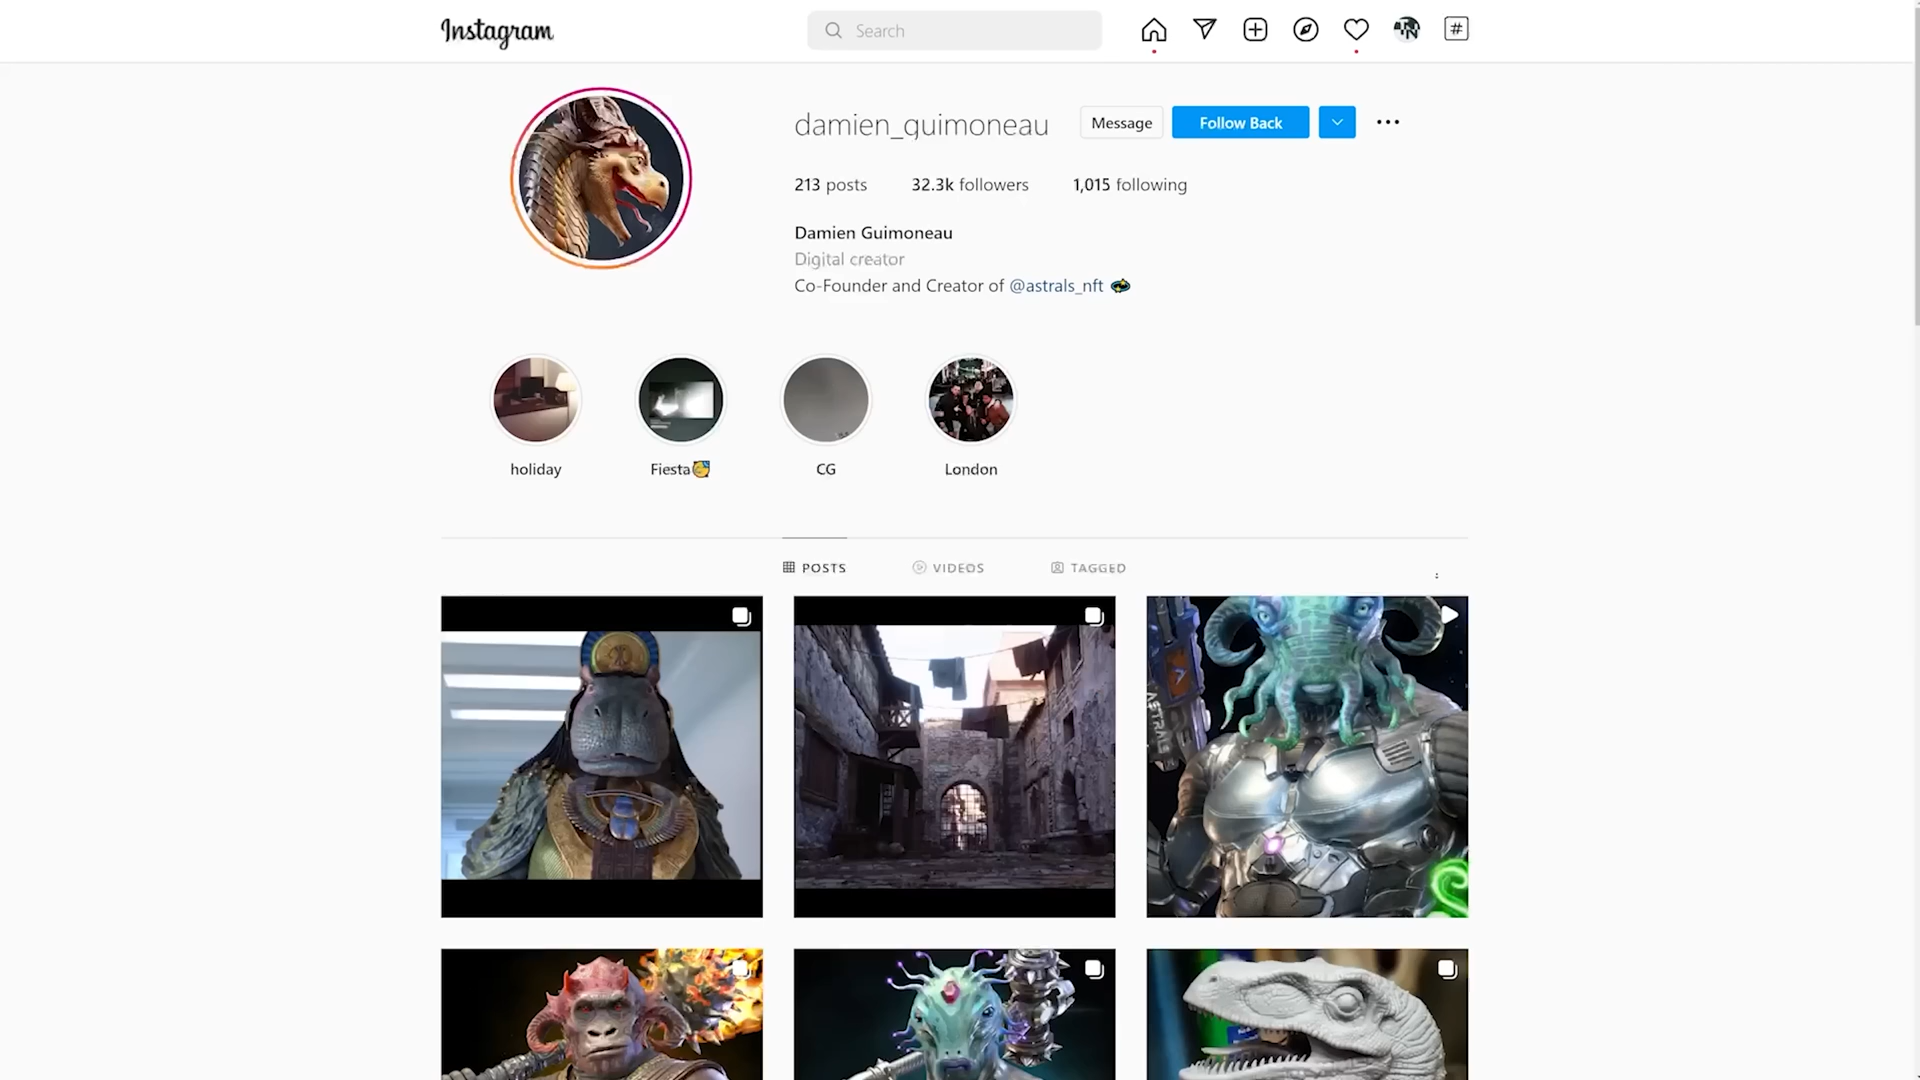 Instagram
Search
#
damien_guimoneau
Message
Follow Back
213 posts
32.3k followers
1,015 following
Damien Guimoneau
Digital creator
Co-Founder and Creator of @astrals_nft
holiday
Fiesta
CG
London
POSTS
VIDEOS
TAGGED
ASTRALS